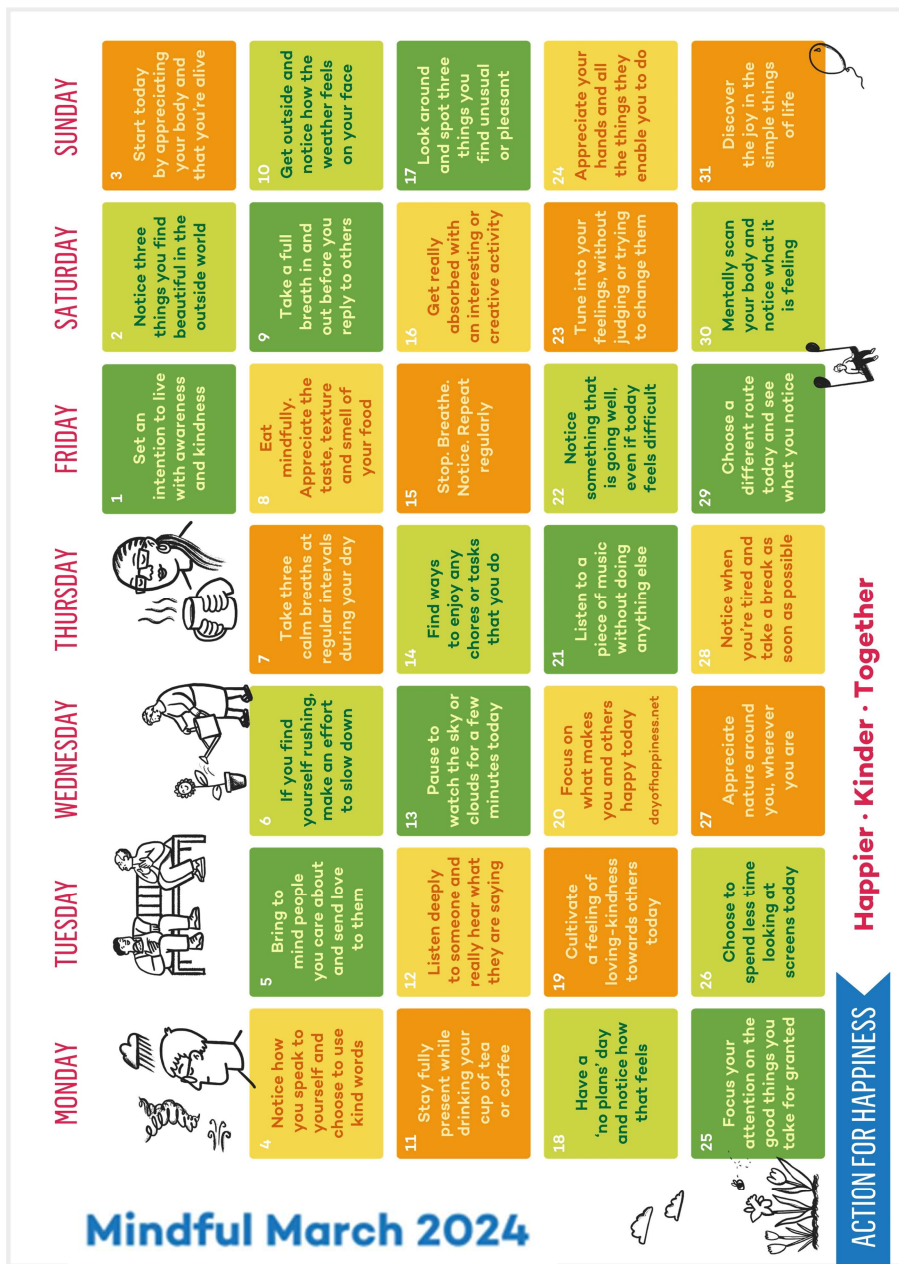 Mindful March 2024
MONDAY
TUESDAY
WEDNESDAY
THURSDAY
FRIDAY
SATURDAY
SUNDAY
1
Set an
intention to live
with awareness
and kindness
2
Notice three
things you find
beautiful in the
outside world
3
Start today
by appreciating
your body and
that you're alive
4
Notice how
you speak to
yourself and
choose to use
kind words
5
Bring to
mind people
you care about
and send love
to them
6
If you find
yourself rushing,
make an effort
to slow down
7
Take three
calm breaths at
regular intervals
during your day
8
Eat
mindfully.
Appreciate the
taste, texture
and smell of
your food
9
Take a full
breath in and
out before you
reply to others
10
Get outside and
notice how the
weather feels
on your face
11
Stay fully
present while
drinking your
cup of tea
or coffee
12
Listen deeply
to someone and
really hear what
they are saying
13
Pause to
watch the sky or
clouds for a few
minutes today
14
Find ways
to enjoy any
chores or tasks
that you do
15
Stop. Breathe.
Notice. Repeat
regularly
16
Get really
absorbed with
an interesting or
creative activity
17
Look around
and spot three
things you
find unusual
or pleasant
18
Have a
'no plans' day
and notice how
that feels
19
Cultivate
a feeling of
loving-kindness
towards others
today
20
Focus on
what makes
you and others
happy today
dayofhappiness.net
21
Listen to a
piece of music
without doing
anything else
22
Notice
something that
is going well,
even if today
feels difficult
23
Tune into your
feelings, without
judging or trying
to change them
24
Appreciate your
hands and all
the things they
enable you to do
25
Focus your
attention on the
good things you
take for granted
26
Choose to
spend less time
looking at
screens today
27
Appreciate
nature around
you, wherever
you are
28
Notice when
you're tired and
take a break as
soon as possible
29
Choose a
different route
today and see
what you notice
30
Mentally scan
your body and
notice what it
is feeling
31
Discover
the joy in the
simple things
of life
ACTION FOR HAPPINESS
Happier · Kinder · Together